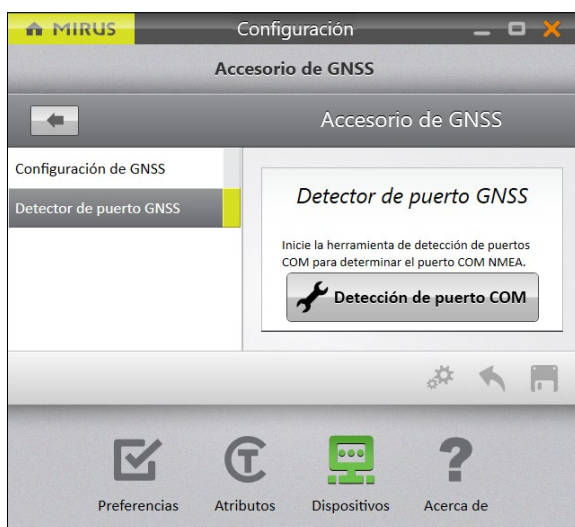 MIRUS
Configuración
Accesorio de GNSS
Accesorio de GNSS
Configuración de GNSS
Detector de puerto GNSS
Detector de puerto GNSS
Inicie la herramienta de detección de puertos
COM para determinar el puerto COM NMEA.
Detección de puerto COM
Preferencias
Atributos
Dispositivos
Acerca de